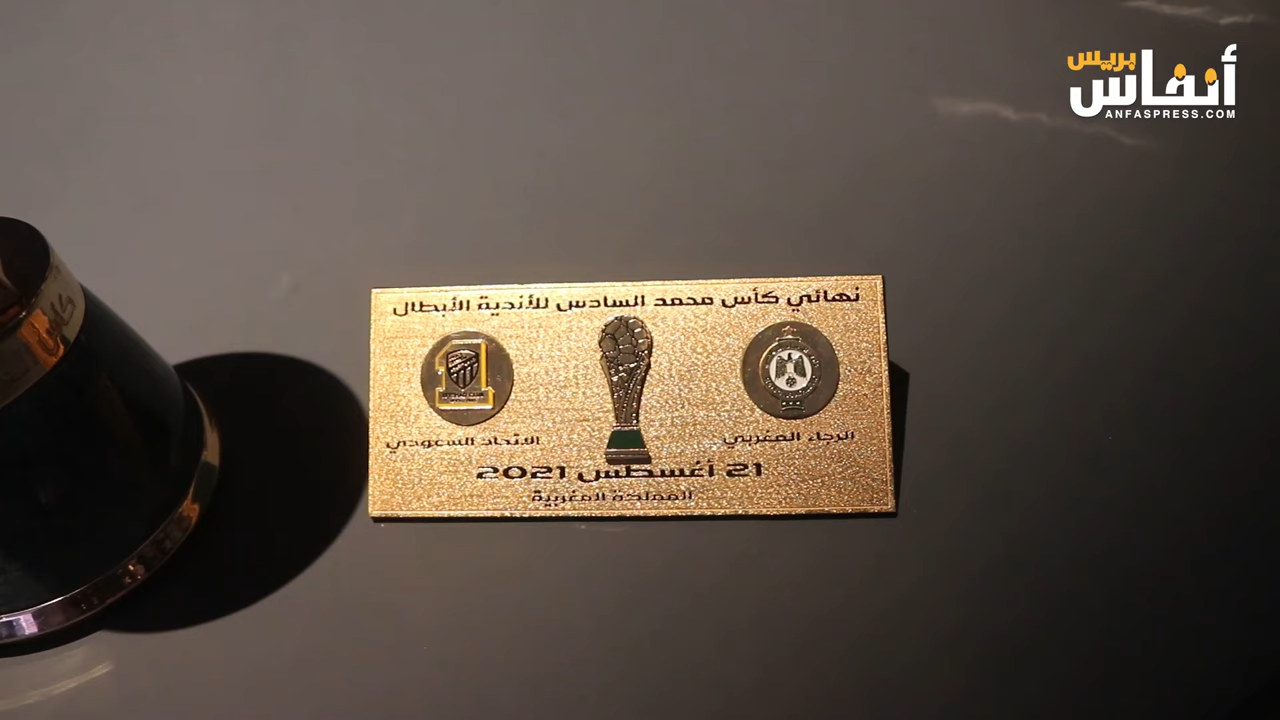 أنفاس بريس
ANFASPRESS.COM
نهائي كأس محمد السادس للأندية الأبطال
الرجاء المغربي
الاتحاد السعودي
21 أغسطس 2021
المملكة المغربية